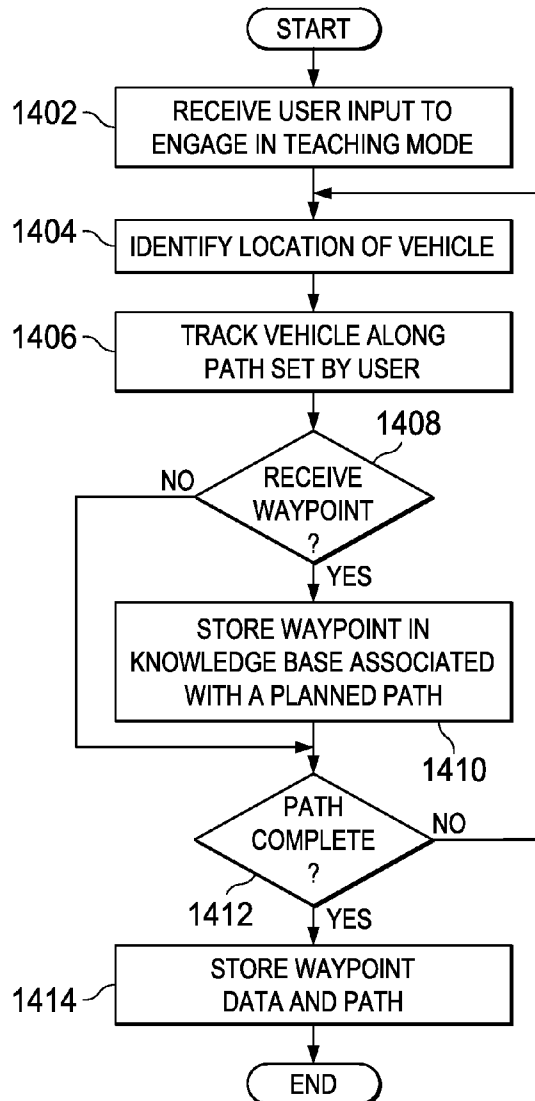 START
1402
RECEIVE USER INPUT TO
ENGAGE IN TEACHING MODE
1404
IDENTIFY LOCATION OF VEHICLE
1406
TRACK VEHICLE ALONG
PATH SET BY USER
1408
NO
RECEIVE
WAYPOINT
?
YES
STORE WAYPOINT IN
KNOWLEDGE BASE ASSOCIATED
WITH A PLANNED PATH
1410
PATH
COMPLETE
?
NO
1412
YES
1414
STORE WAYPOINT
DATA AND PATH
END